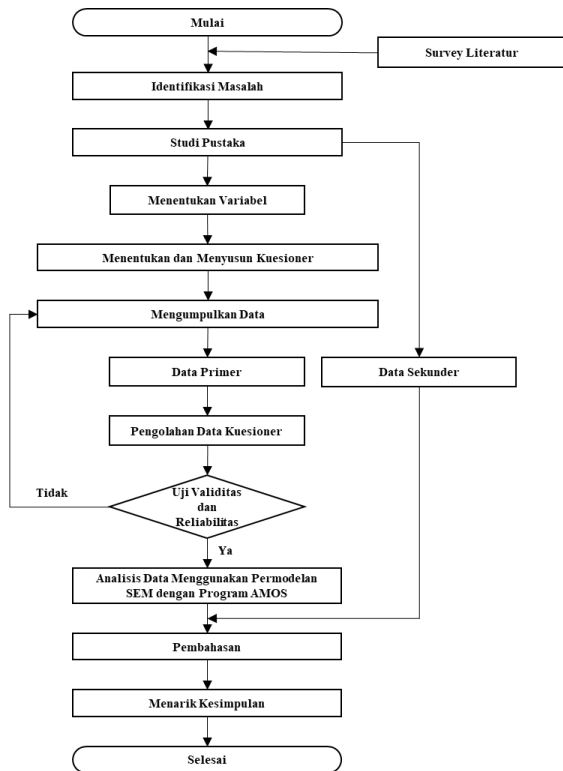 Mulai
Survey Literatur
Identifikasi Masalah
Studi Pustaka
Menentukan Variabel
Menentukan dan Menyusun Kuesioner
Mengumpulkan Data
Data Primer
Data Sekunder
Pengolahan Data Kuesioner
Tidak
Uji Validitas
dan
Reliabilitas
Ya
Analisis Data Menggunakan Permodelan
SEM dengan Program AMOS
Pembahasan
Menarik Kesimpulan
Selesai